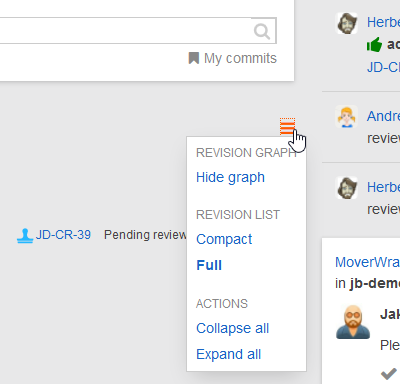 My commits
REVISION GRAPH
Hide graph
REVISION LIST
Compact
Full
ACTIONS
Collapse all
Expand all
JD-CR-39 Pending review
Herbe
ac
JD-CR-
Andre
review
Herbe
review
MoverWra
in jb-demo
Jak
Ple